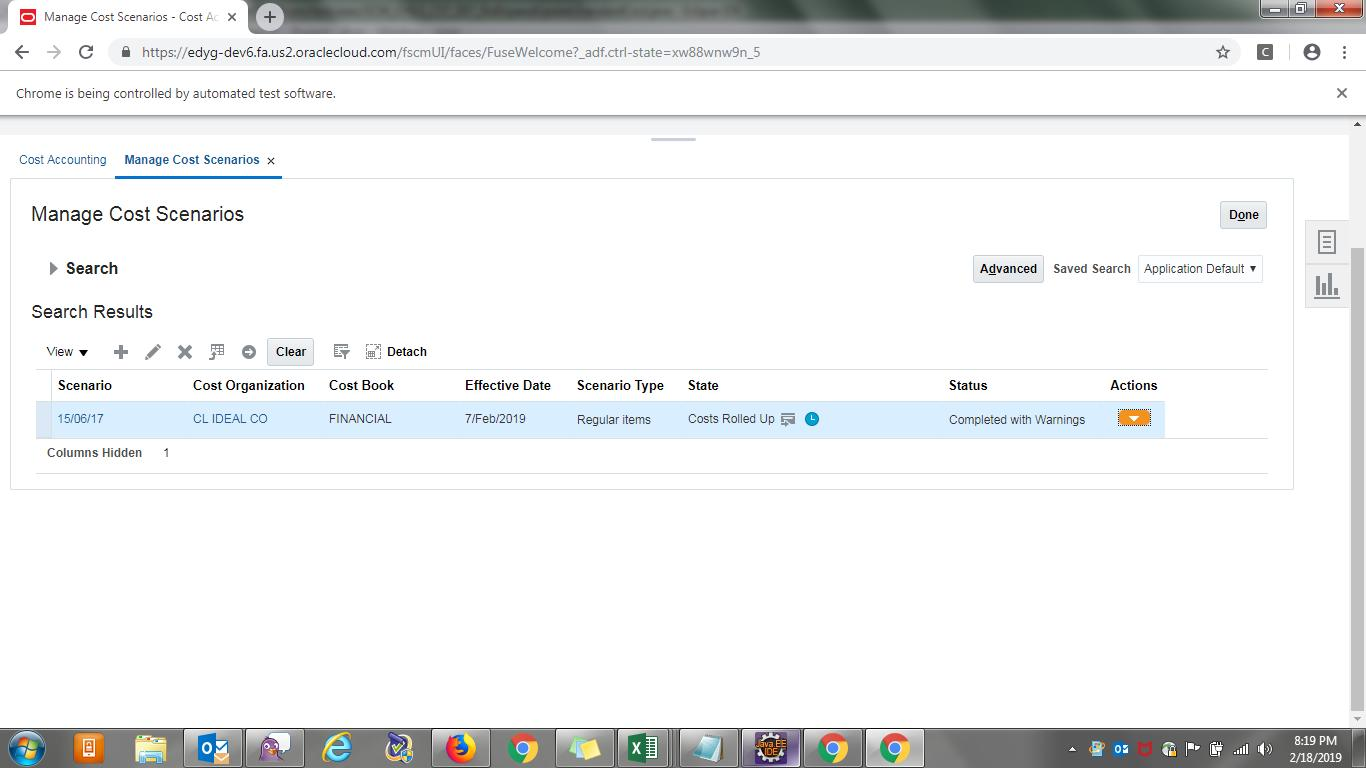 Manage Cost Scenarios - Cost Ac
https://edyg-dev6.fa.us2.oraclecloud.com/fscmUI/faces/FuseWelcome?_adf.ctrl-state=xw88wnw9n_5
C
Chrome is being controlled by automated test software.
Cost Accounting Manage Cost Scenarios
Manage Cost Scenarios
Done
Search
Advanced Saved Search Application Default
Search Results
View Clear Detach
Scenario Cost Organization Cost Book Effective Date Scenario Type State Status Actions
15/06/17 CL IDEAL CO FINANCIAL 7/Feb/2019 Regular items Costs Rolled Up Completed with Warnings
Columns Hidden 1
Java EE
IDE
8:19 PM
2/18/2019